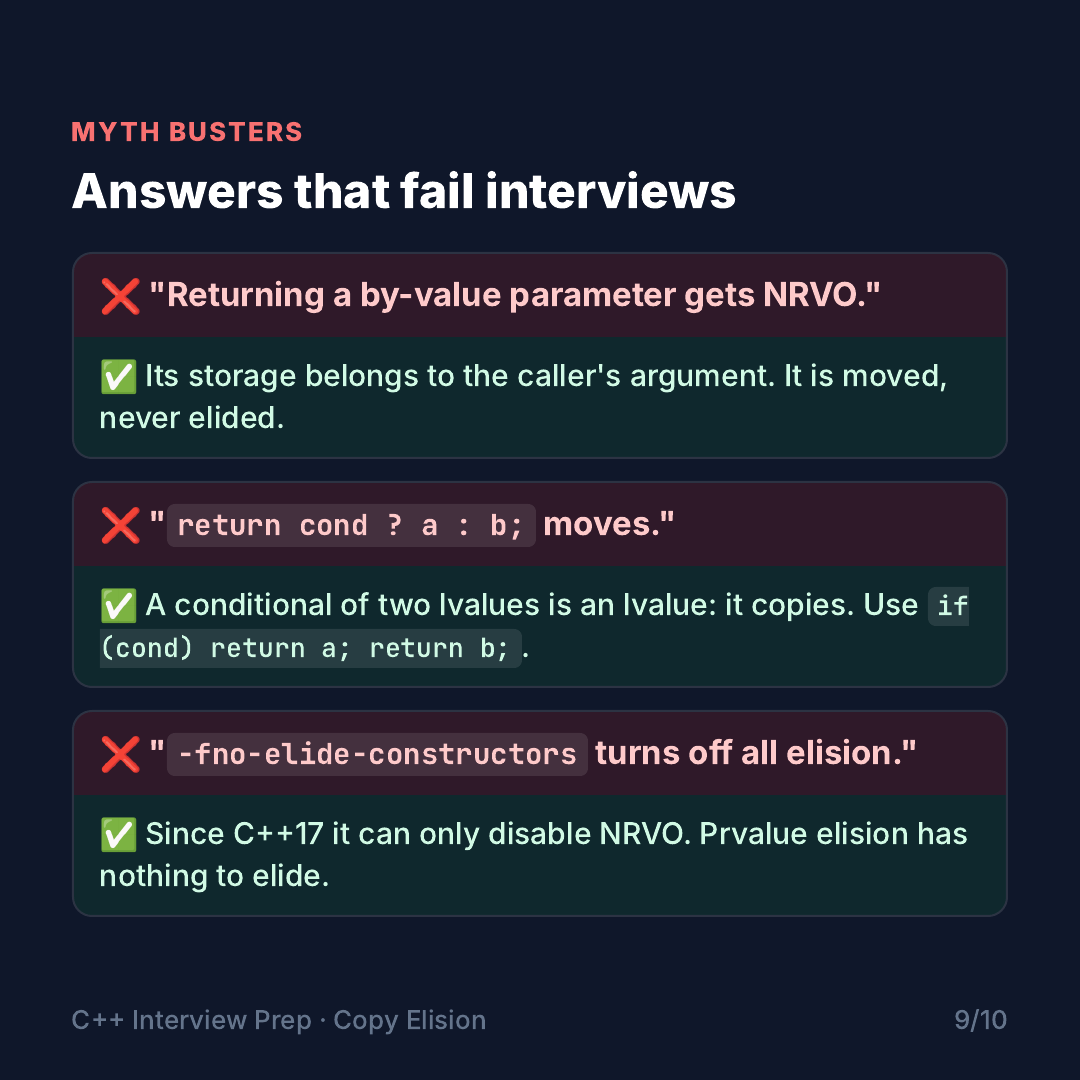 MYTH BUSTERS
Answers that fail interviews
❌ "Returning a by-value parameter gets NRVO."
✅ Its storage belongs to the caller's argument. It is moved,
never elided.
❌ "return cond ? a : b; moves."
✅ A conditional of two lvalues is an lvalue: it copies. Use if
(cond) return a; return b; .
❌ "-fno-elide-constructors turns off all elision."
✅ Since C++17 it can only disable NRVO. Prvalue elision has
nothing to elide.
C++ Interview Prep · Copy Elision
9/10